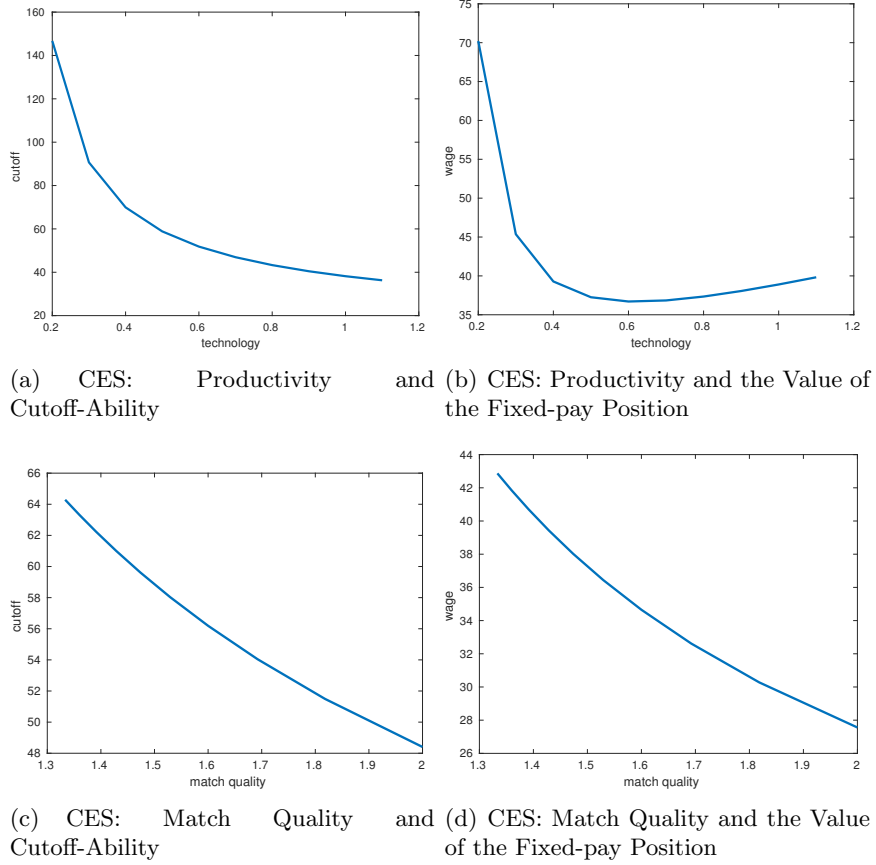 160
140
120
100
80
60
40
20
cutoff
0.2 0.4 0.6 0.8 1 1.2
technology
(a) CES: Productivity and
Cutoff-Ability
75
70
65
60
55
50
45
40
35
wage
0.2 0.4 0.6 0.8 1 1.2
technology
(b) CES: Productivity and the Value of
the Fixed-pay Position
66
64
62
60
58
56
54
52
50
48
cutoff
1.3 1.4 1.5 1.6 1.7 1.8 1.9 2
match quality
(c) CES: Match Quality and
Cutoff-Ability
44
42
40
38
36
34
32
30
28
26
wage
1.3 1.4 1.5 1.6 1.7 1.8 1.9 2
match quality
(d) CES: Match Quality and the Value
of the Fixed-pay Position